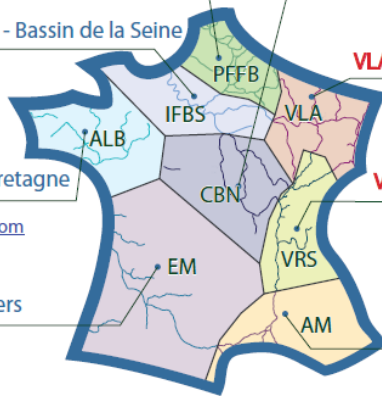 - Bassin de la Seine
PFFB
VLA
IFBS
VLA
ALB
retagne
CBN
V
om
VRS
EM
ers
AM